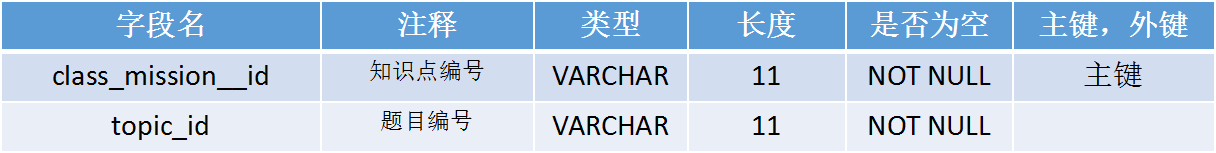 字段名 注释 类型 长度 是否为空 主键，外键
class_mission__id 知识点编号 VARCHAR 11 NOT NULL 主键
topic_id 题目编号 VARCHAR 11 NOT NULL